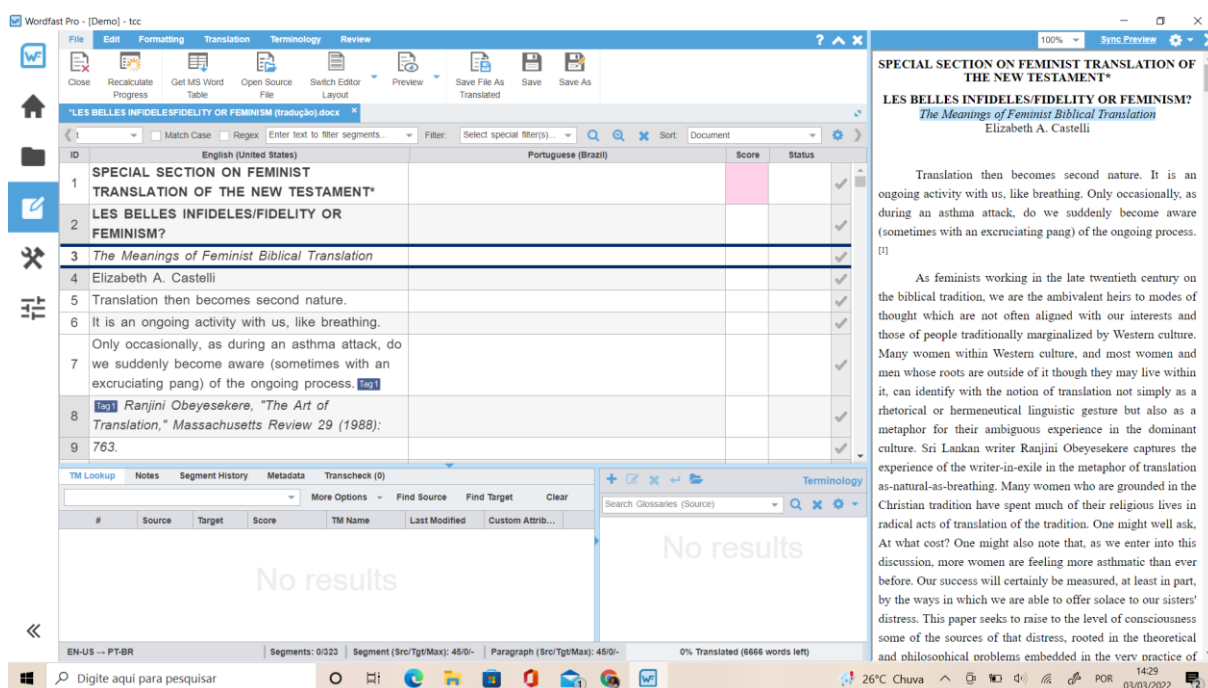 Wordfast Pro - [Demo] - tcc
File Edit Formatting Translation Terminology Review
Close Recalculate Progress Get MS Word Table Open Source File Switch Editor Layout Preview Save File As Translated Save Save As
*LES BELLES INFIDELESFIDELITY OR FEMINISM (tradução).docx
t Match Case Regex Enter text to filter segments... Filter: Select special filter(s)... Sort: Document
ID English (United States) Portuguese (Brazil) Score Status
1 SPECIAL SECTION ON FEMINIST
TRANSLATION OF THE NEW TESTAMENT*
2 LES BELLES INFIDELES/FIDELITY OR
FEMINISM?
3 The Meanings of Feminist Biblical Translation
4 Elizabeth A. Castelli
5 Translation then becomes second nature.
6 It is an ongoing activity with us, like breathing.
7 Only occasionally, as during an asthma attack, do
we suddenly become aware (sometimes with an
excruciating pang) of the ongoing process. Tag1
8 Tag1 Ranjini Obeyesekere, "The Art of
Translation," Massachusetts Review 29 (1988):
9 763.
TM Lookup Notes Segment History Metadata Transcheck (0)
More Options Find Source Find Target Clear
# Source Target Score TM Name Last Modified Custom Attrib...
No results
Terminology
Search Glossaries (Source)
No results
EN-US → PT-BR Segments: 0/323 Segment (Src/Tgt/Max): 45/0/- Paragraph (Src/Tgt/Max): 45/0/- 0% Translated (6666 words left)
100% Sync Preview
SPECIAL SECTION ON FEMINIST TRANSLATION OF
THE NEW TESTAMENT*
LES BELLES INFIDELES/FIDELITY OR FEMINISM?
The Meanings of Feminist Biblical Translation
Elizabeth A. Castelli
Translation then becomes second nature. It is an
ongoing activity with us, like breathing. Only occasionally, as
during an asthma attack, do we suddenly become aware
(sometimes with an excruciating pang) of the ongoing process.
[1]
As feminists working in the late twentieth century on
the biblical tradition, we are the ambivalent heirs to modes of
thought which are not often aligned with our interests and
those of people traditionally marginalized by Western culture.
Many women within Western culture, and most women and
men whose roots are outside of it though they may live within
it, can identify with the notion of translation not simply as a
rhetorical or hermeneutical linguistic gesture but also as a
metaphor for their ambiguous experience in the dominant
culture. Sri Lankan writer Ranjini Obeyesekere captures the
experience of the writer-in-exile in the metaphor of translation
as-natural-as-breathing. Many women who are grounded in the
Christian tradition have spent much of their religious lives in
radical acts of translation of the tradition. One might well ask,
At what cost? One might also note that, as we enter into this
discussion, more women are feeling more asthmatic than ever
before. Our success will certainly be measured, at least in part,
by the ways in which we are able to offer solace to our sisters'
distress. This paper seeks to raise to the level of consciousness
some of the sources of that distress, rooted in the theoretical
and philosophical problems embedded in the very practice of
Digite aqui para pesquisar
26°C Chuva POR 14:29
03/03/2022